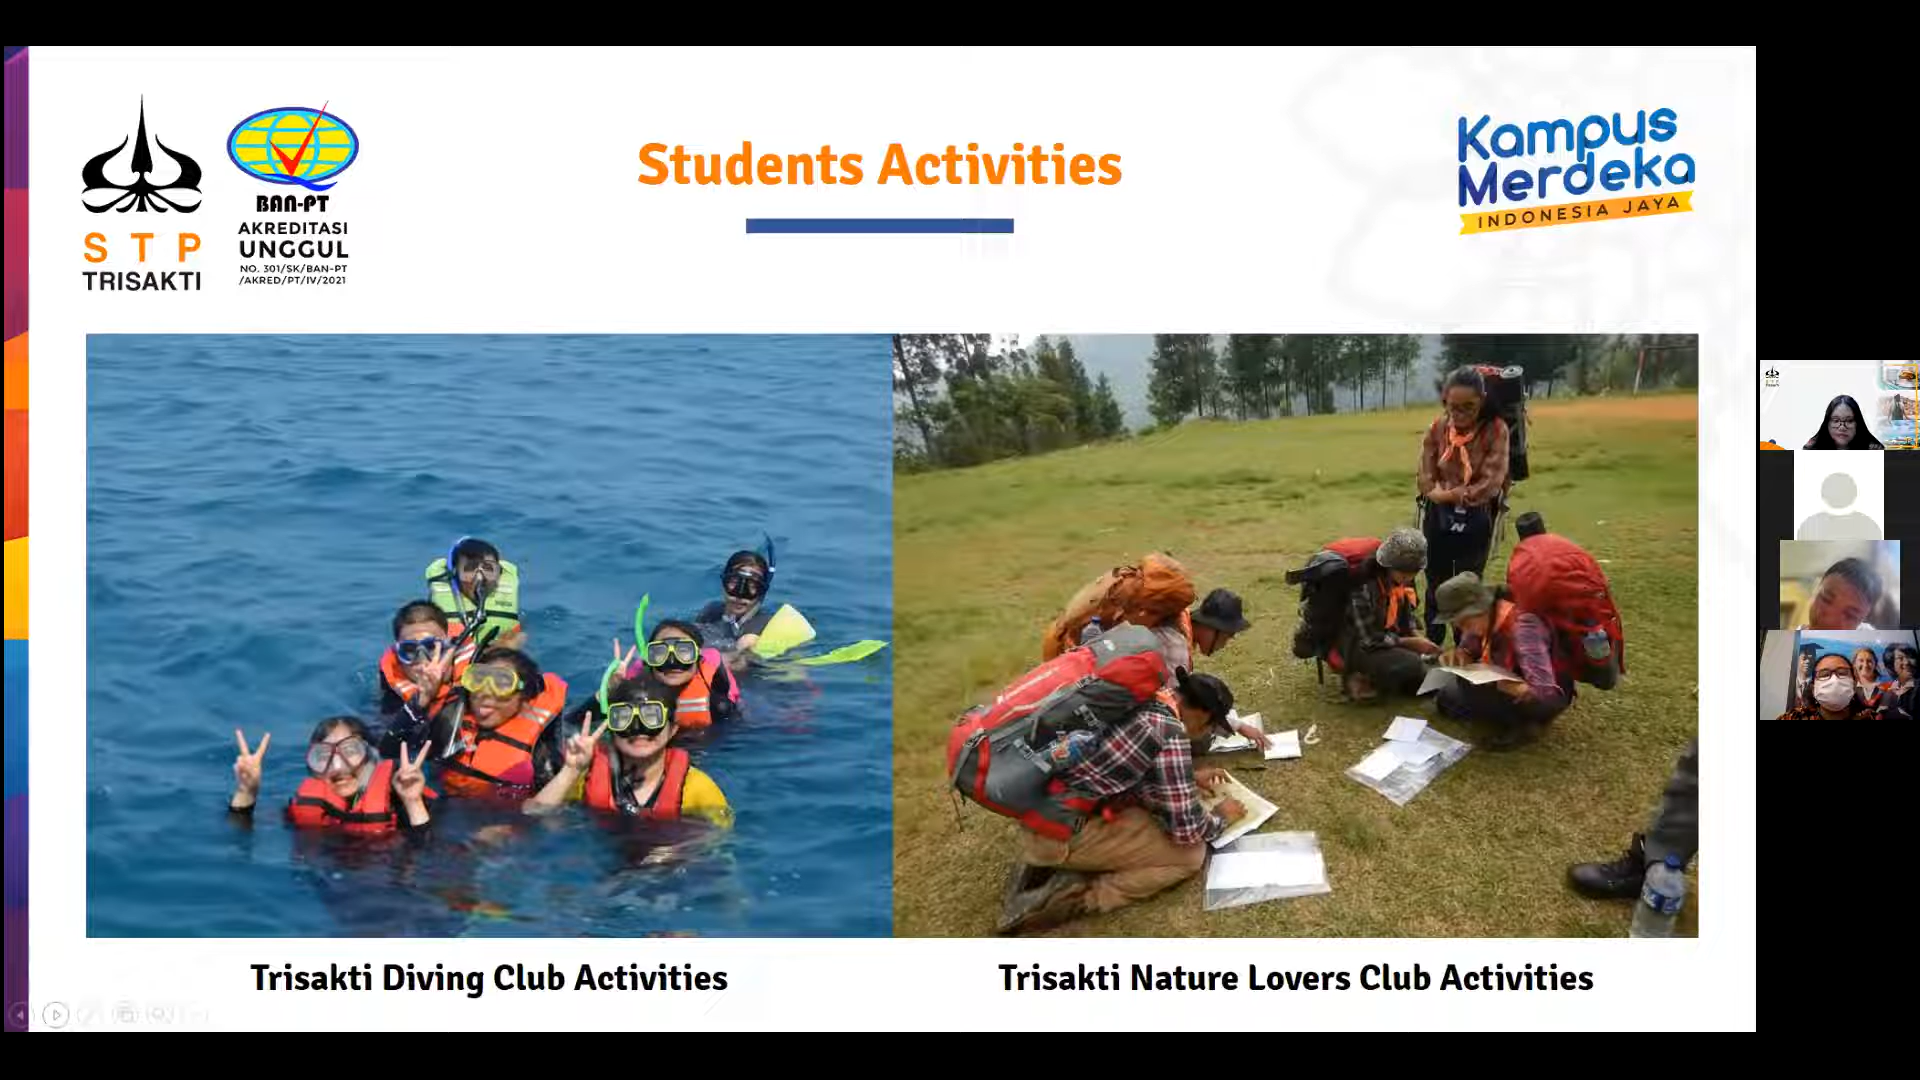 STP
TRISAKTI
BAN-PT
AKREDITASI
UNGGUL
NO. 301/SK/BAN-PT
/AKRED/PT/IV/2021
Students Activities
Kampus
Merdeka
INDONESIA JAYA
Trisakti Diving Club Activities
Trisakti Nature Lovers Club Activities